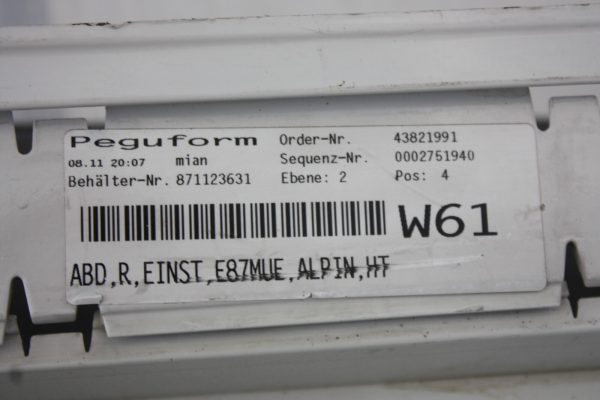 Peguform Order-Nr. 43821991
08.11 20:07 mian Sequenz-Nr. 0002751940
Behälter-Nr. 871123631 Ebene: 2 Pos: 4
W61
ABD,R,EINST,E87MUE,ALPIN,HT